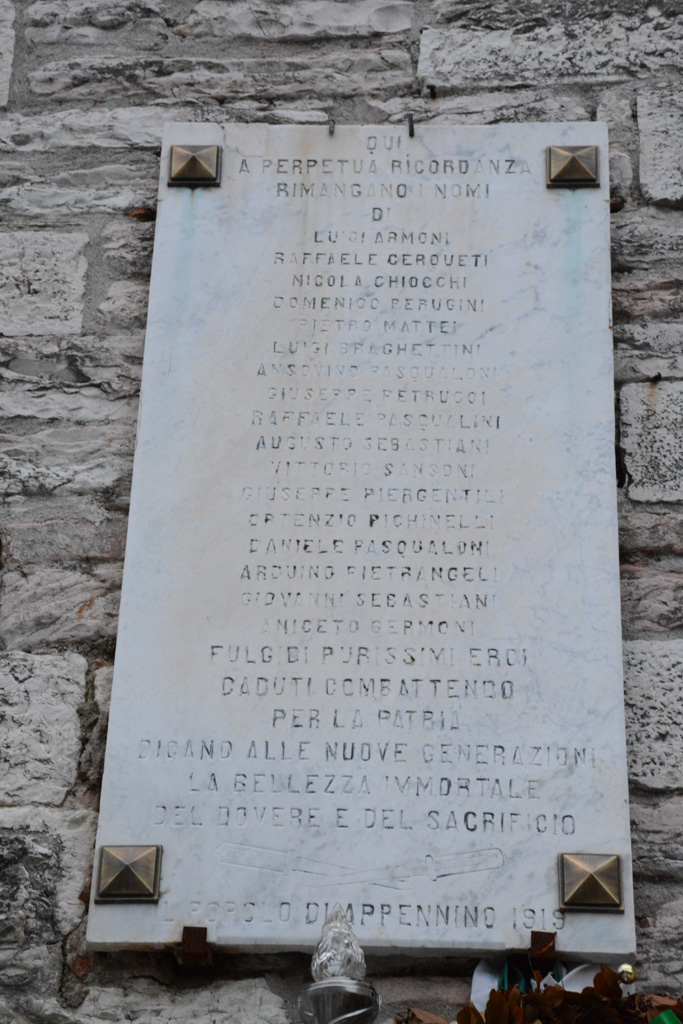 QUI
A PERPETUA RICORDANZA
RIMANGANO I NOMI
DI
LUIGI ARMONI
RAFFAELE CERQUETI
NICOLA CHIOCCHI
DOMENICO PERUGINI
PIETRO MATTEI
LUIGI BRAGHETTINI
ANSOVINO PASQUALONI
GIUSEPPE PETRUCCI
RAFFAELE PASQUALINI
AUGUSTO SEBASTIANI
VITTORIO SANSONI
GIUSEPPE PIERGENTILI
ORTENZIO PICHINELLI
DANIELE PASQUALONI
ARDUINO PIETRANGELI
GIOVANNI SEBASTIANI
ANICETO GERMONI
FULGIDI PURISSIMI EROI
CADUTI COMBATTENDO
PER LA PATRIA
DICANO ALLE NUOVE GENERAZIONI
LA BELLEZZA IMMORTALE
DEL DOVERE E DEL SACRIFICIO
IL POPOLO DI APPENNINO 1919